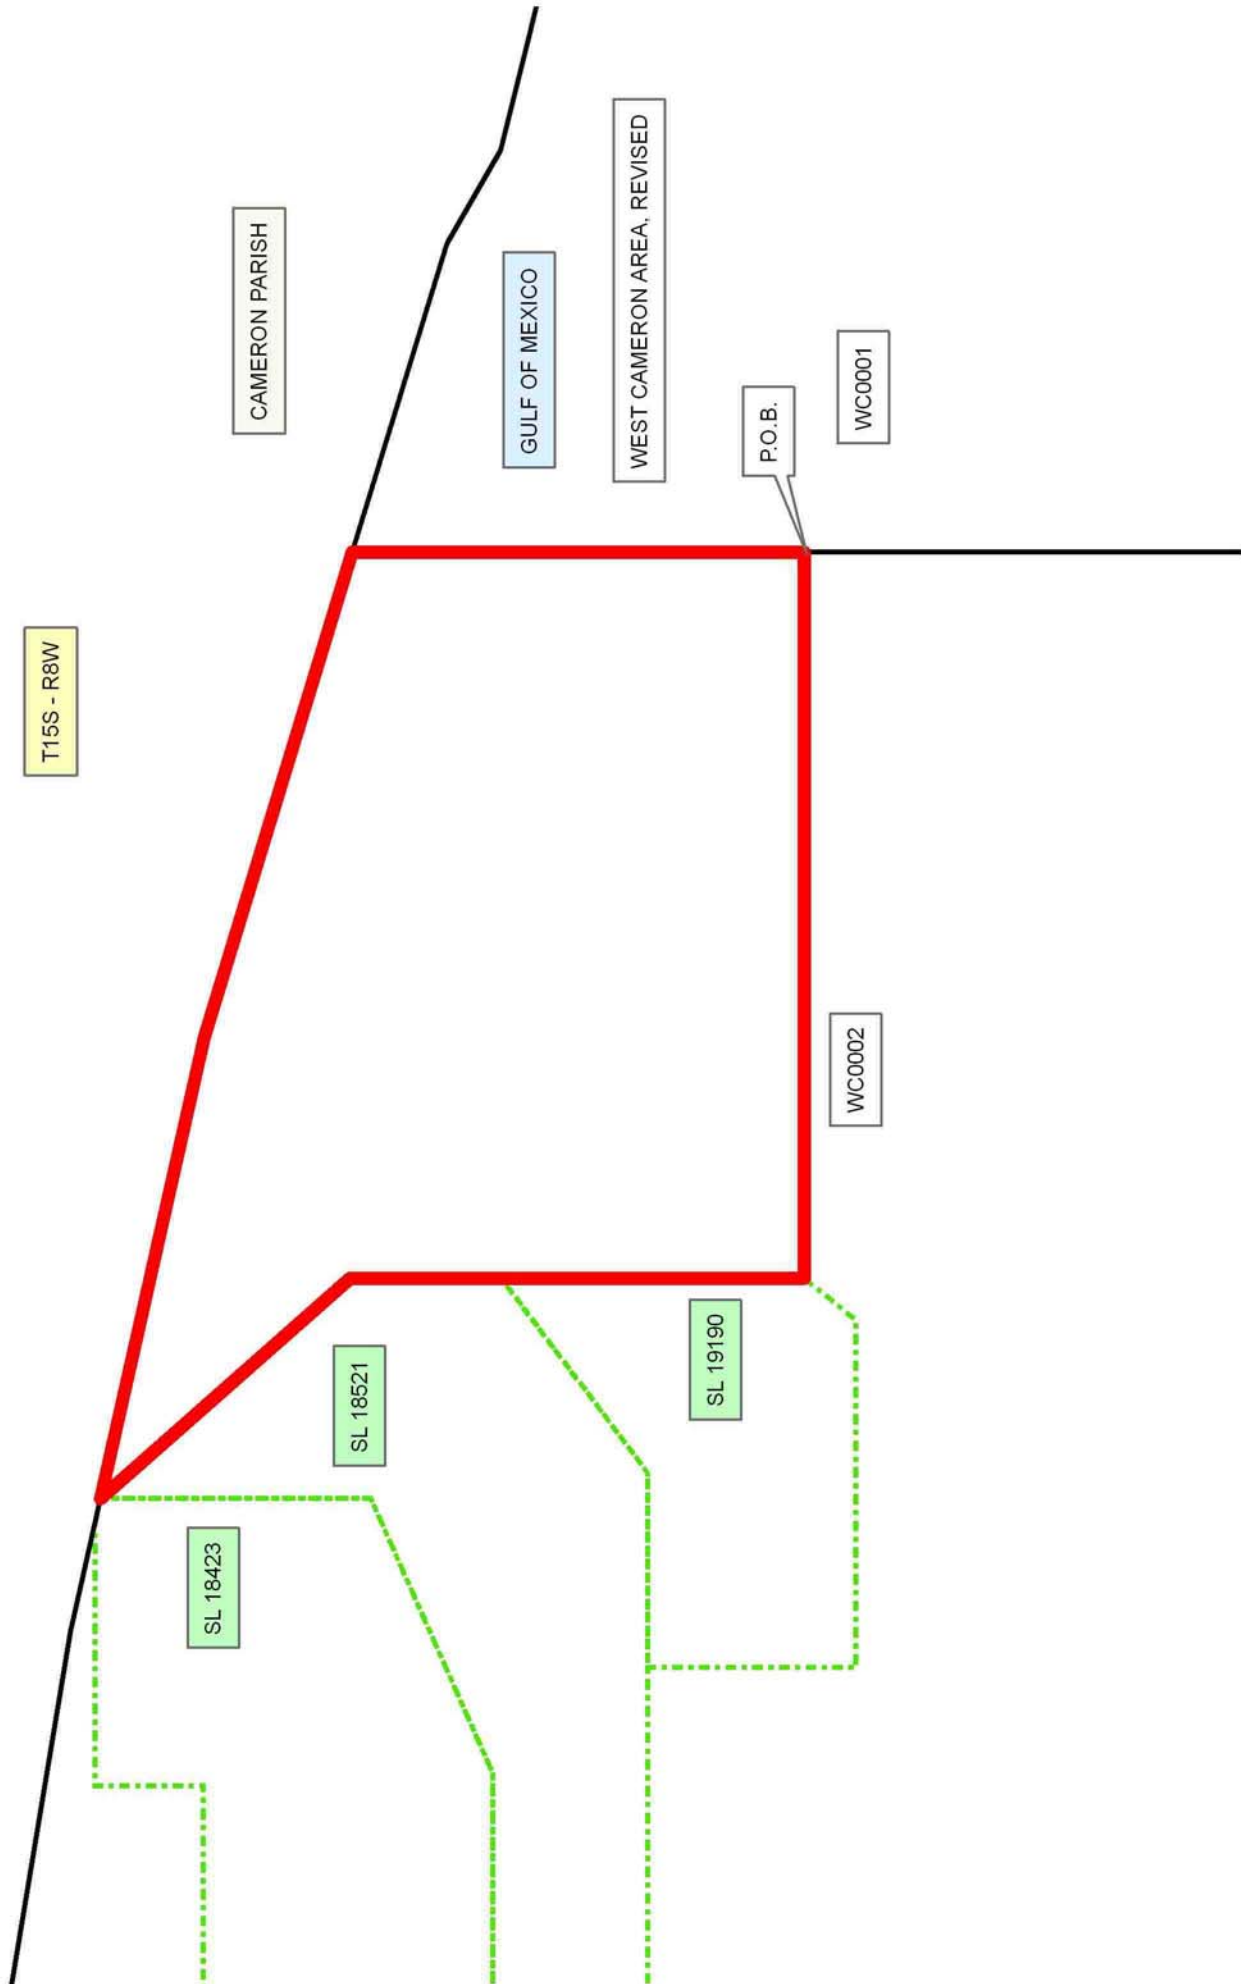 T15S - R8W
CAMERON PARISH
GULF OF MEXICO
WEST CAMERON AREA, REVISED
P.O.B.
WC0001
SL 18423
SL 18521
SL 19190
WC0002